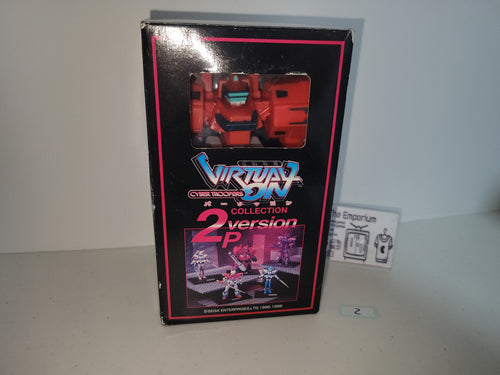 VIRTUAL
ON
CYBER TROOPERS
バーチャロン
COLLECTION
2P version
©SEGA ENTERPRISES,LTD. 1995,1996
The Emporium
2